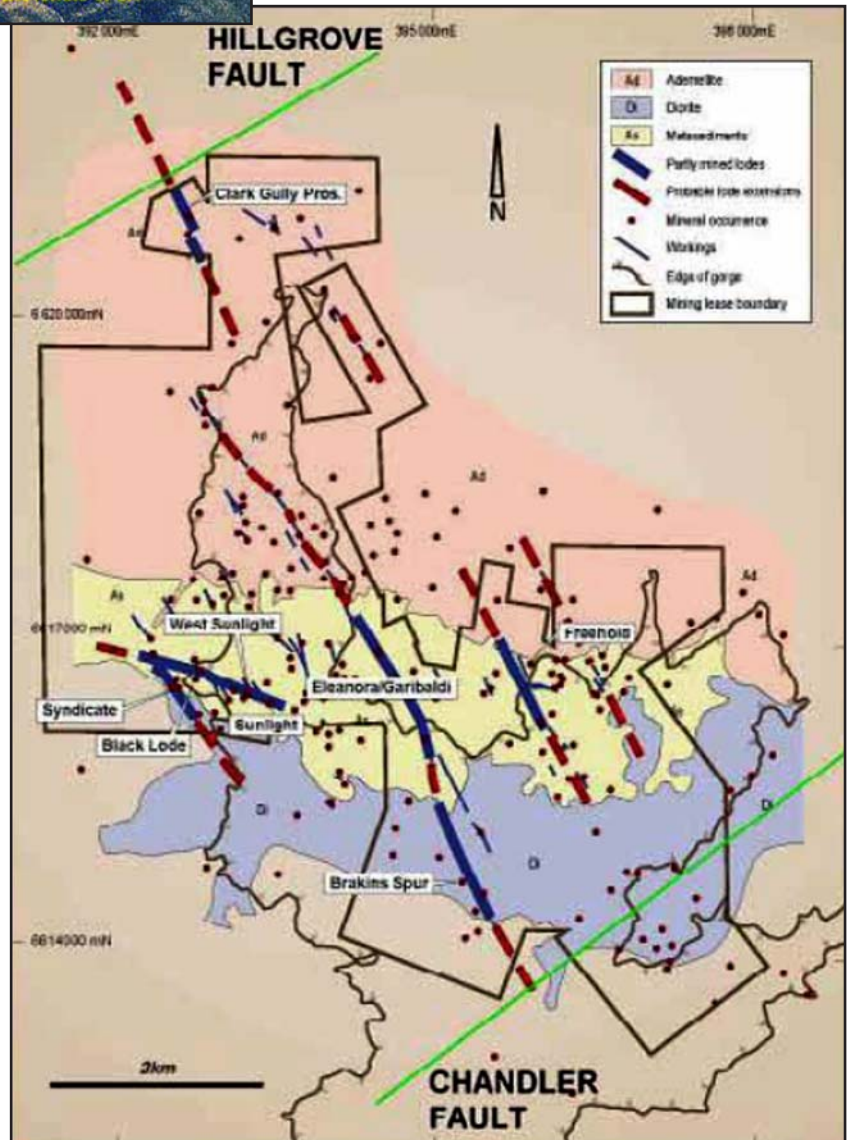 392 000mE
395 000mE
398 000mE
HILLGROVE
FAULT
Ad Ademellite
Di Diorite
As Metasediments
Partly mined lodes
Probable lode extensions
Mineral occurrence
Workings
Edge of gorge
Mining lease boundary
N
Clark Gully Pros.
6 620 000mN
Ad
Ad
Ad
As
6617000 mN
West Sunlight
Freehold
Eleanora/Garibaldi
Syndicate
Sunlight
Black Lode
Di
Di
Di
Brakins Spur
6614000 mN
2km
CHANDLER
FAULT